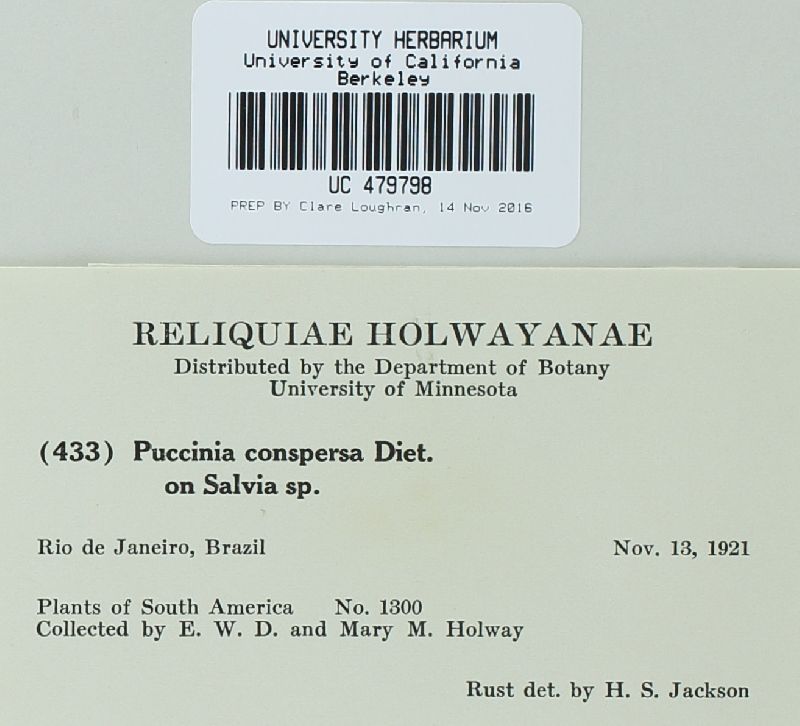 UNIVERSITY HERBARIUM
University of California
Berkeley
UC 479798
PREP BY Clare Loughran, 14 Nov 2016
RELIQUIAE HOLWAYANAE
Distributed by the Department of Botany
University of Minnesota
(433) Puccinia conspersa Diet.
on Salvia sp.
Rio de Janeiro, Brazil Nov. 13, 1921
Plants of South America No. 1300
Collected by E. W. D. and Mary M. Holway
Rust det. by H. S. Jackson